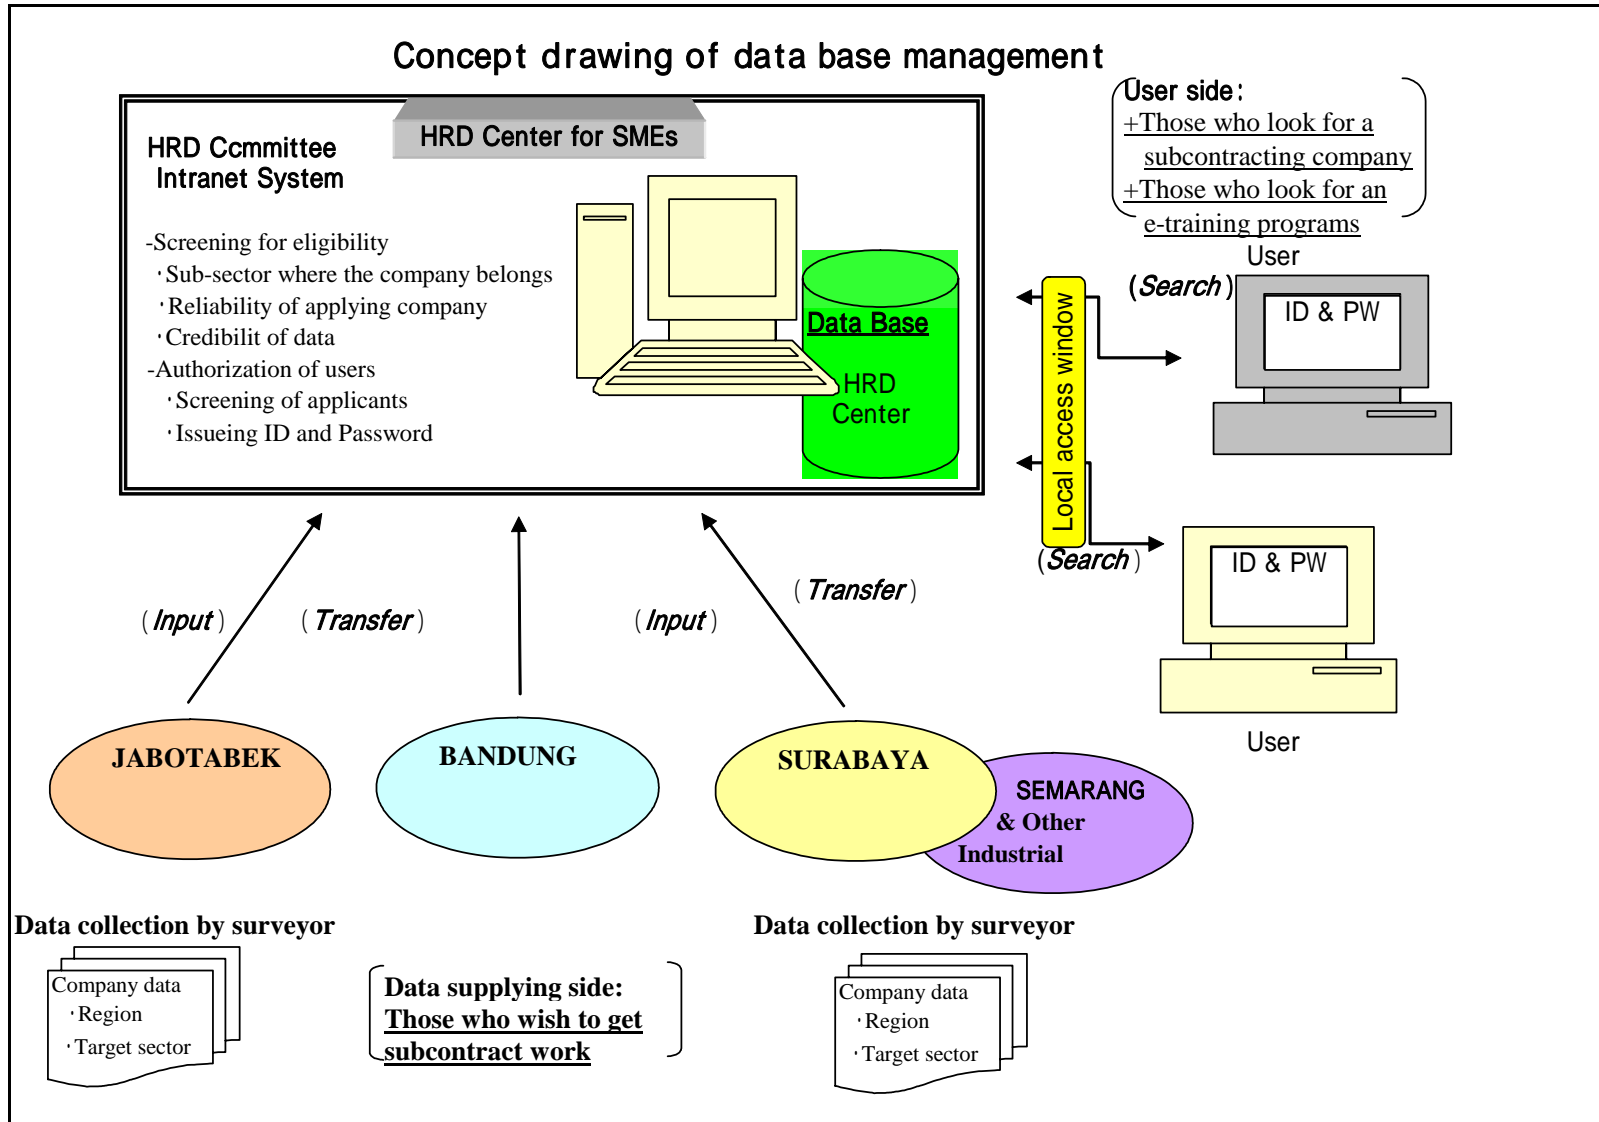 Concept drawing of data base management
HRD Center for SMEs
HRD Ccmmittee
Intranet System
-Screening for eligibility
・Sub-sector where the company belongs
・Reliability of applying company
・Credibilit of data
-Authorization of users
・Screening of applicants
・Issueing ID and Password
Data Base
HRD
Center
Local access window
User side:
+Those who look for a
subcontracting company
+Those who look for an
e-training programs
User
(Search)
ID & PW
(Search)
ID & PW
User
(Input)
(Transfer)
(Input)
(Transfer)
JABOTABEK
BANDUNG
SURABAYA
SEMARANG
& Other
Industrial
Data collection by surveyor
Company data
・Region
・Target sector
Data supplying side:
Those who wish to get
subcontract work
Data collection by surveyor
Company data
・Region
・Target sector